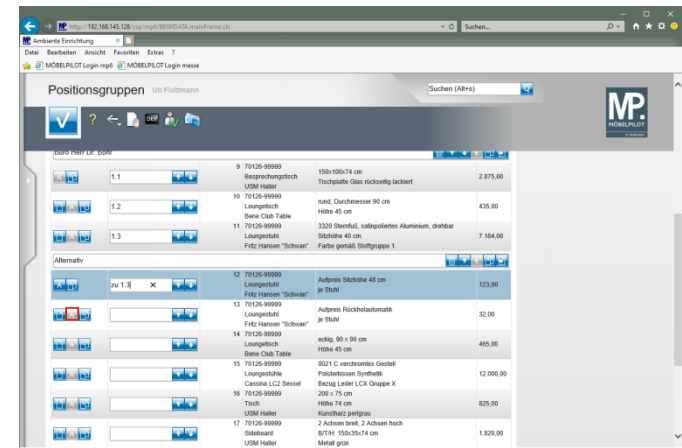 http://192.168.145.128/csp/mp6/BEWIDATA.mainFrame.cls
Suchen...
Ambiente Einrichtung
Datei Bearbeiten Ansicht Favoriten Extras ?
MÖBELPILOT Login mp6 MÖBELPILOT Login messe
Positionsgruppen Uli Flottmann
Suchen (Alt+s)
MP
MÖBELPILOT
Büro Herr Dr. Bohr
1.1
9 70126-99999
Besprechungstisch
USM Haller
150x100x74 cm
Tischplatte Glas rückseitig lackiert
2.875,00
1.2
10 70126-99999
Loungetisch
Bene Club Table
rund, Durchmesser 90 cm
Höhe 45 cm
435,00
1.3
11 70126-99999
Loungestuhl
Fritz Hansen "Schwan"
3320 Sternfuß, satinpoliertes Aluminium, drehbar
Sitzhöhe 40 cm
Farbe gemäß Stoffgruppe 1
7.184,00
Alternativ
zu 1.3
12 70126-99999
Loungestuhl
Fritz Hansen "Schwan"
Aufpreis Sitzhöhe 48 cm
je Stuhl
123,00
13 70126-99999
Loungestuhl
Fritz Hansen "Schwan"
Aufpreis Rückholautomatik
je Stuhl
32,00
14 70126-99999
Loungetisch
Bene Club Table
eckig, 90 x 90 cm
Höhe 45 cm
465,00
15 70126-99999
Loungestühle
Cassina LC2 Sessel
0021 C verchromtes Gestell
Polsterkissen Synthetik
Bezug Leder LCX Gruppe X
12.000,00
16 70126-99999
Tisch
USM Haller
200 x 75 cm
Höhe 74 cm
Kunstharz perlgrau
825,00
17 70126-99999
Sideboard
USM Haller
2 Achsen breit, 2 Achsen hoch
B/T/H: 150x35x74 cm
Metall grün
1.829,00